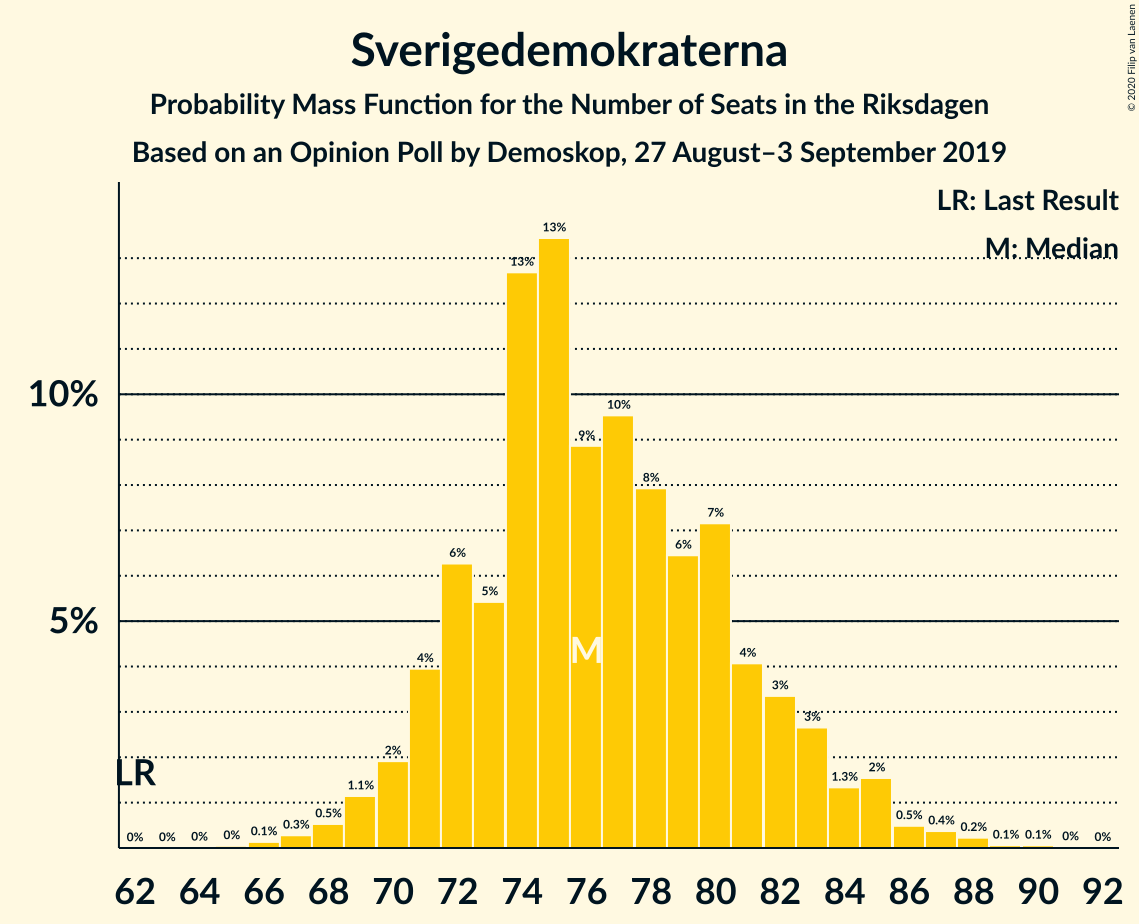 Sverigedemokraterna
Probability Mass Function for the Number of Seats in the Riksdagen
Based on an Opinion Poll by Demoskop, 27 August–3 September 2019
© 2020 Filip van Laenen
LR: Last Result
M: Median
10%
5%
LR
M
0% 0% 0% 0% 0.1% 0.3% 0.5% 1.1% 2% 4% 6% 5% 13% 13% 9% 10% 8% 6% 7% 4% 3% 3% 1.3% 2% 0.5% 0.4% 0.2% 0.1% 0.1% 0% 0%
62 64 66 68 70 72 74 76 78 80 82 84 86 88 90 92